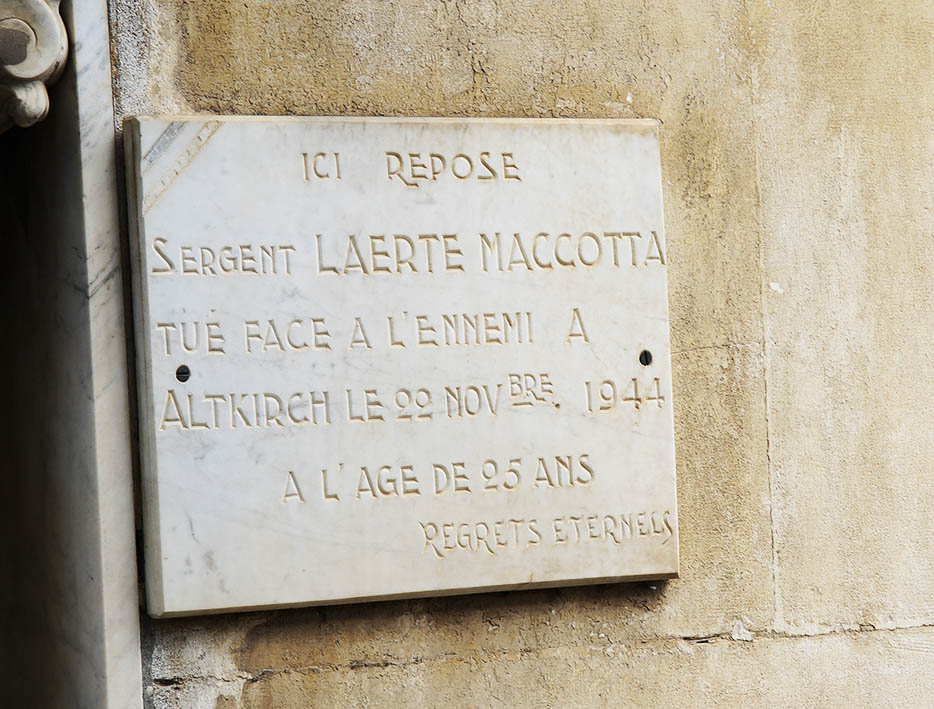 ICI REPOSE
SERGENT LAERTE MACCOTTA
TUÉ FACE A L'ENNEMI A
ALTKIRCH LE 22 NOVBRE. 1944
A L'AGE DE 25 ANS
REGRETS ETERNELS